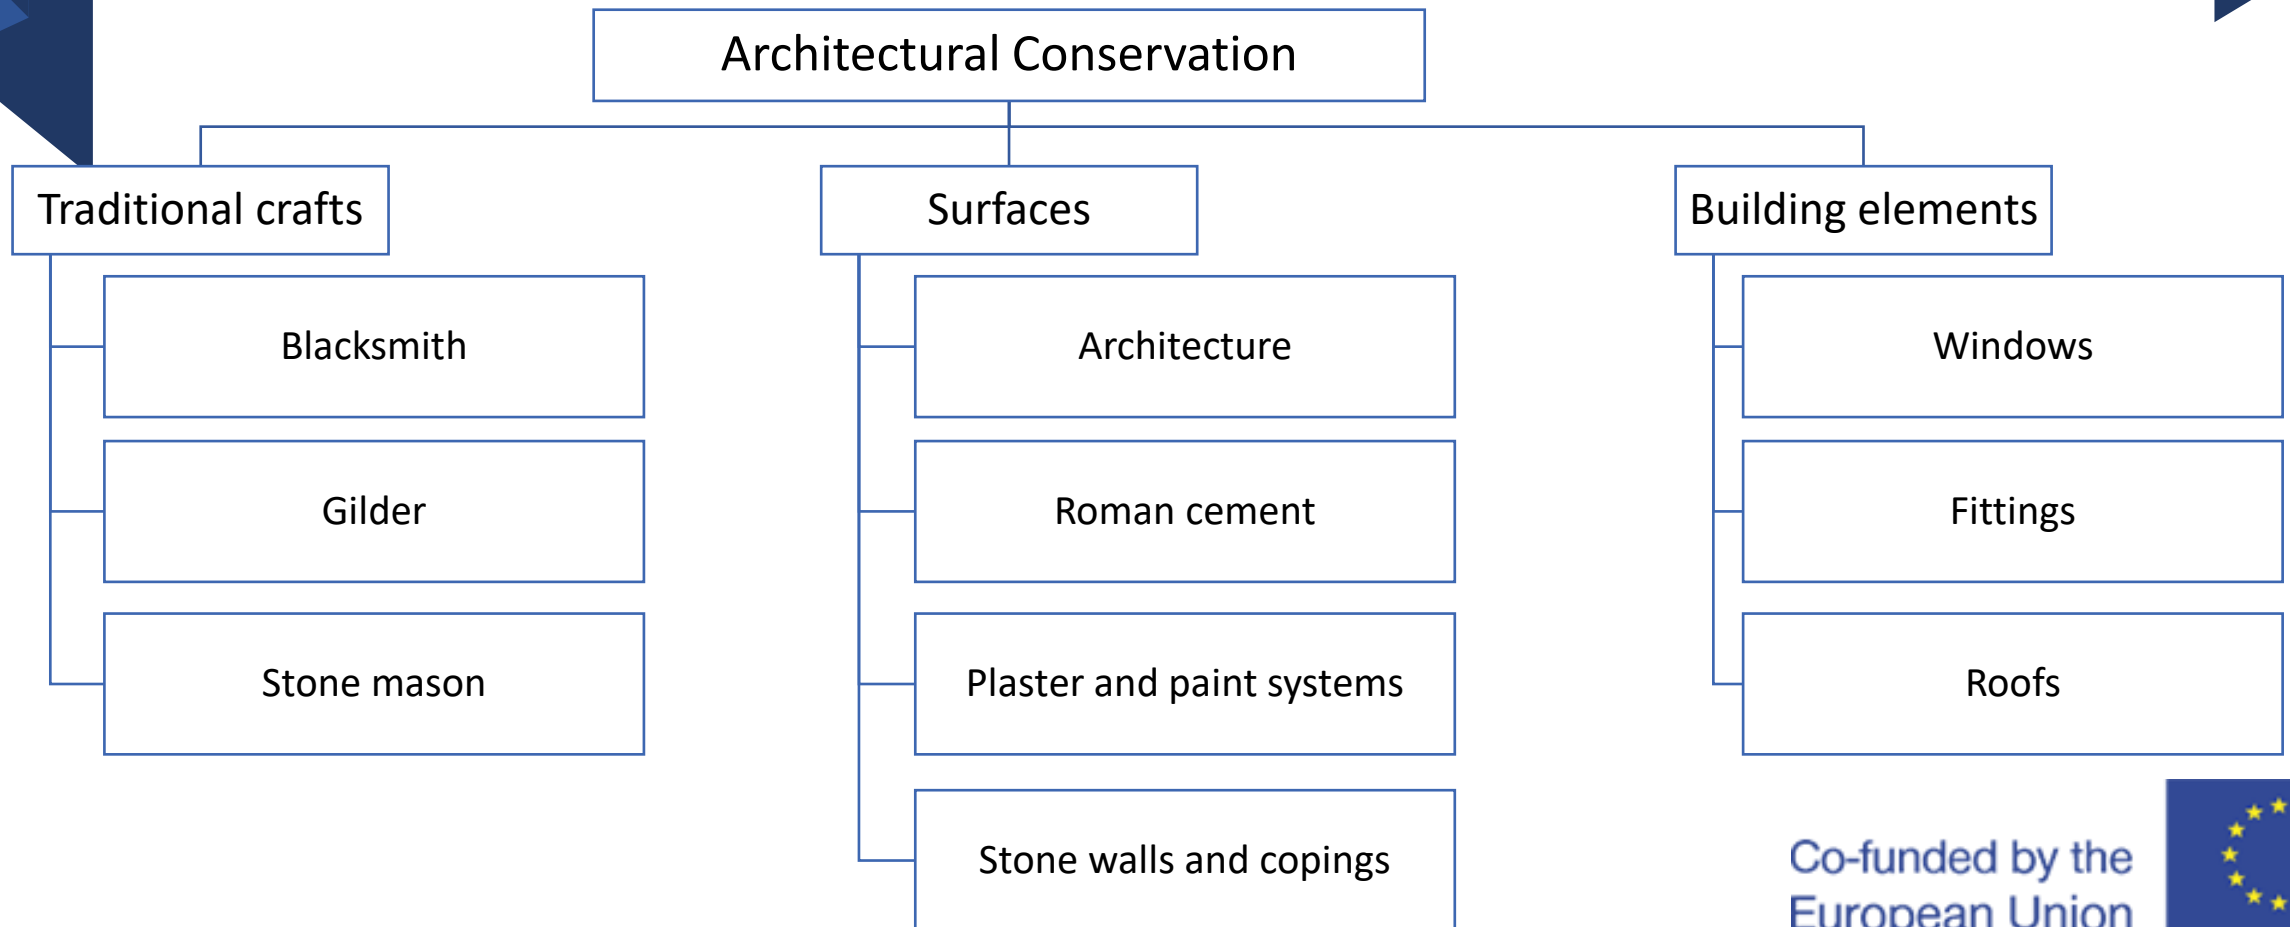 Architectural Conservation
Traditional crafts
Blacksmith
Gilder
Stone mason
Surfaces
Architecture
Roman cement
Plaster and paint systems
Stone walls and copings
Building elements
Windows
Fittings
Roofs
Co-funded by the
European Union